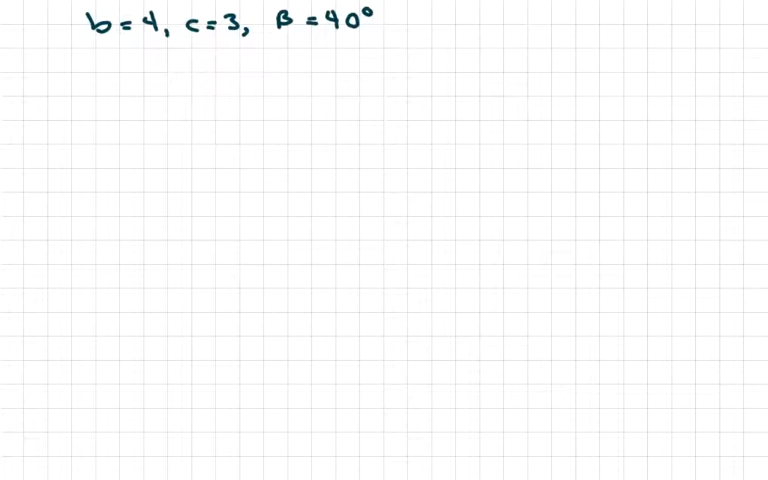 b = 4, c = 3, β = 40°